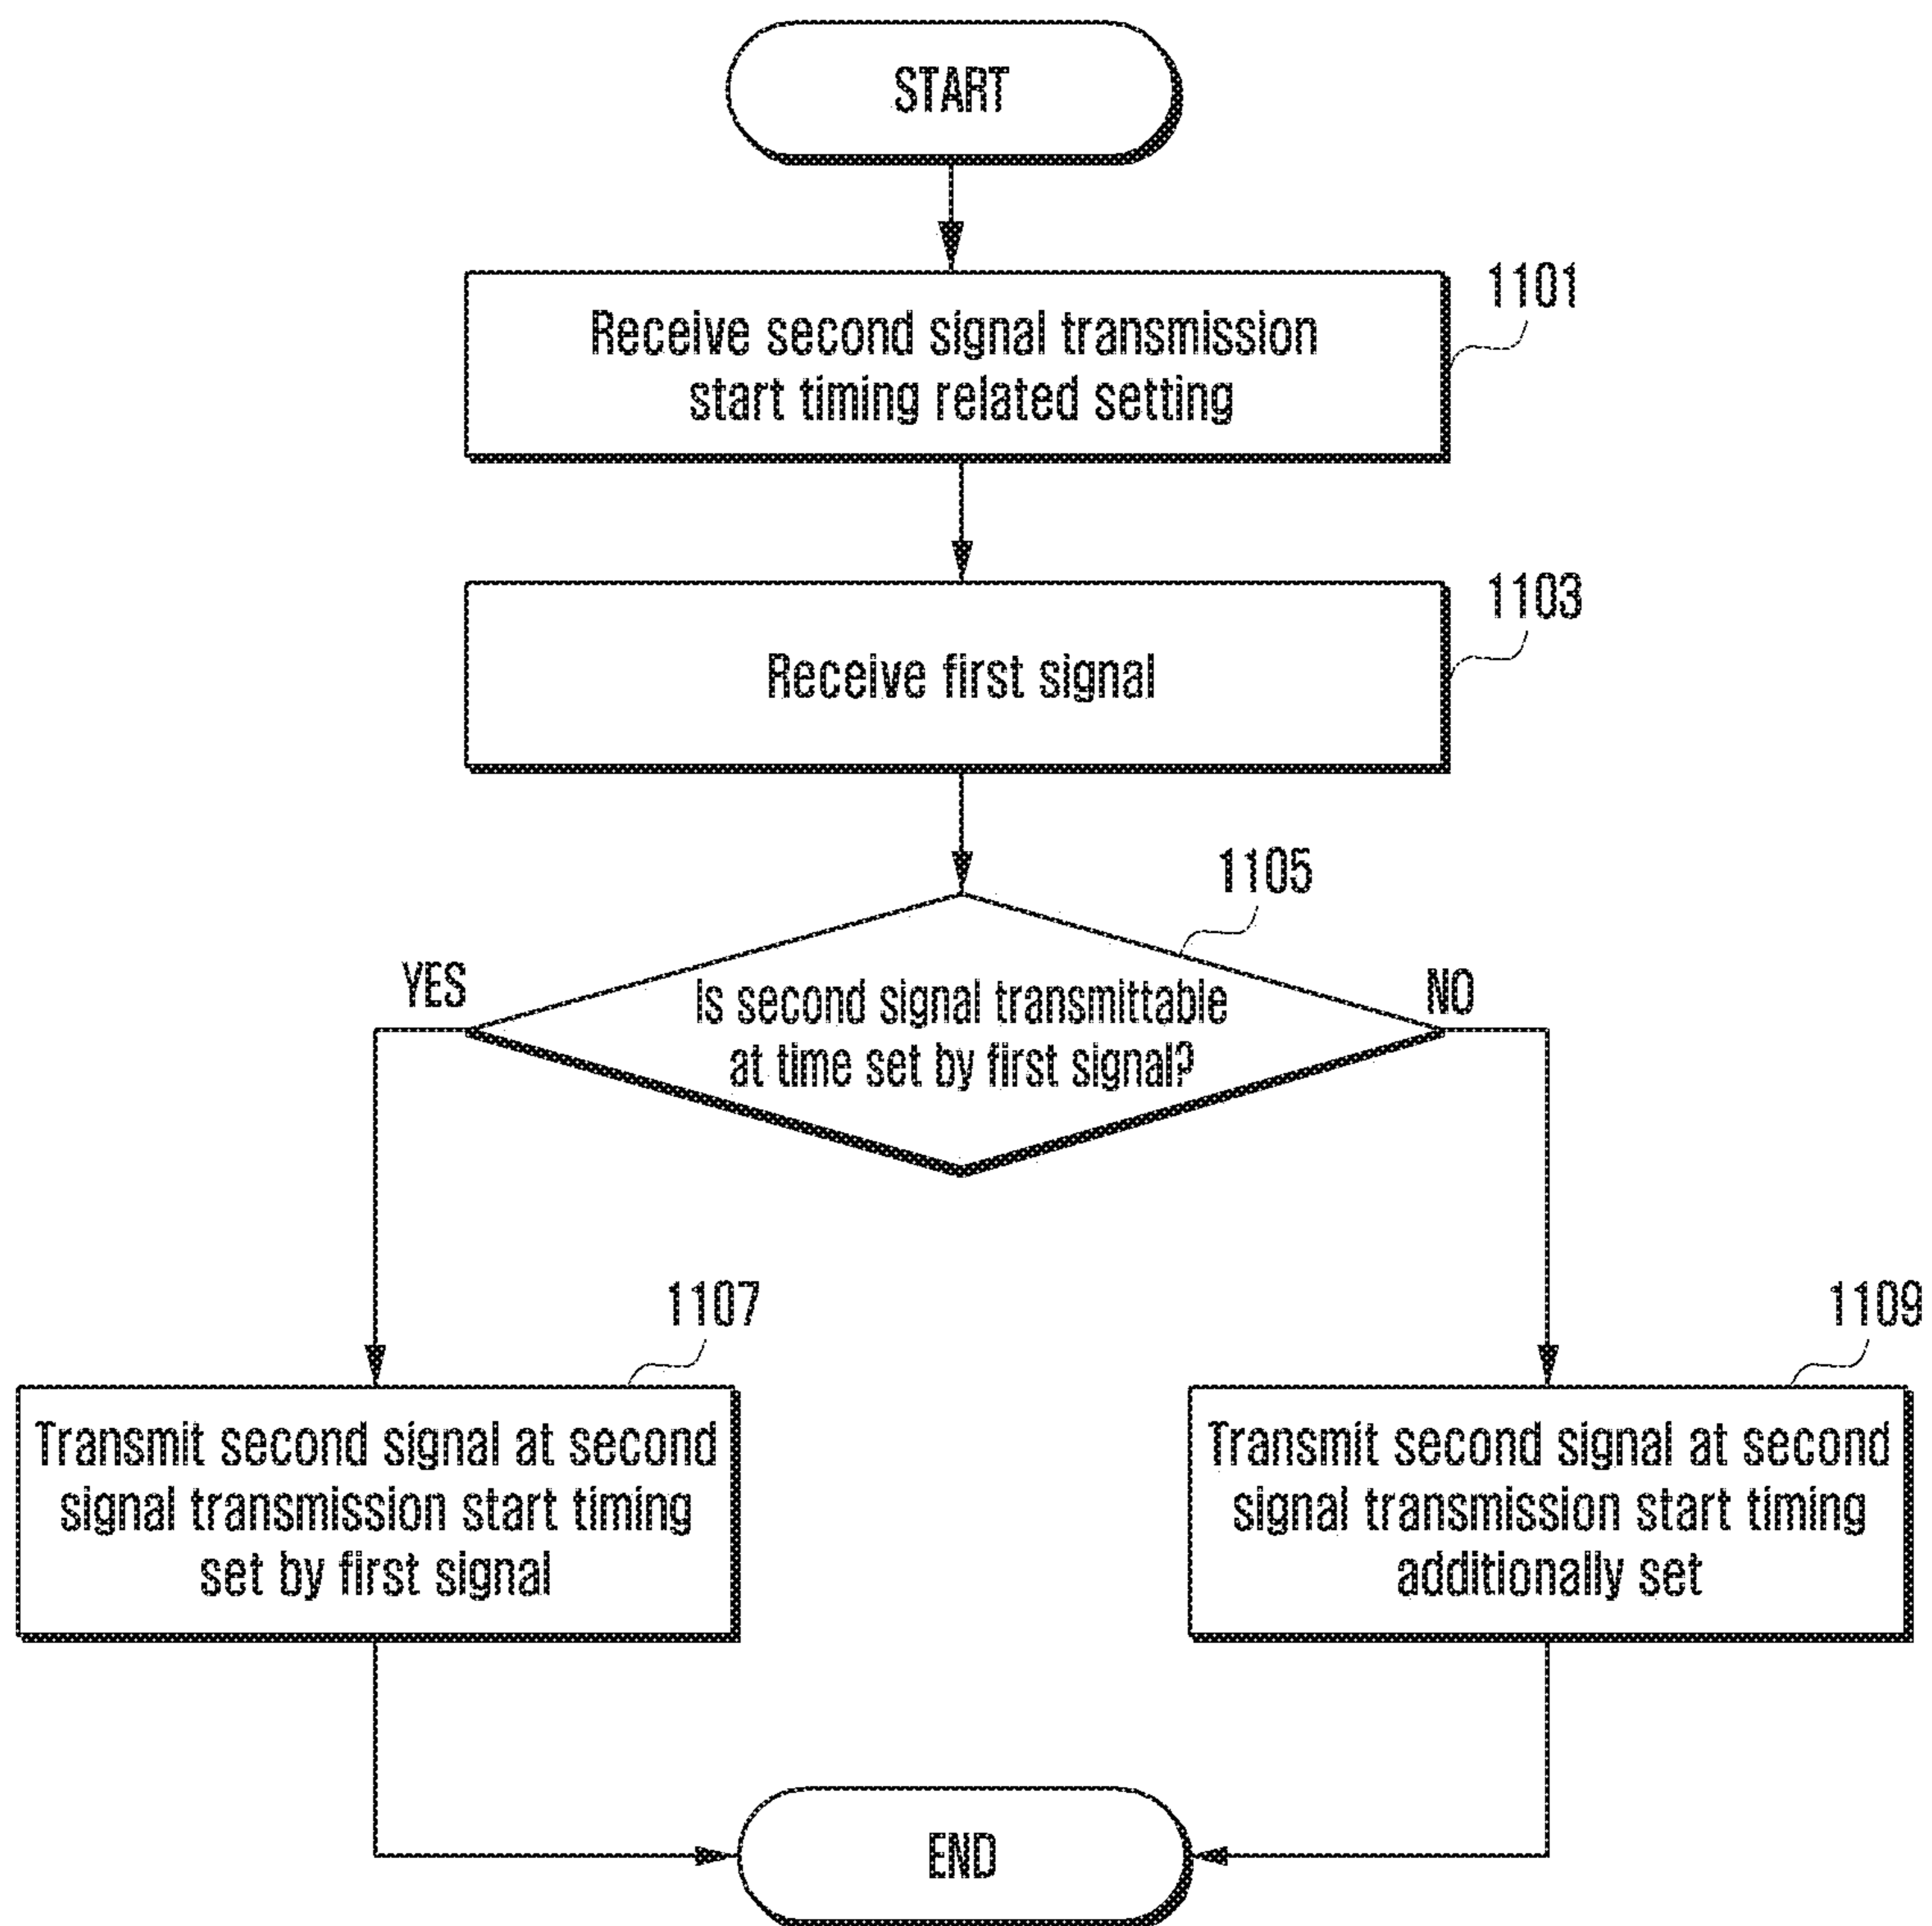 START
1101
Receive second signal transmission
start timing related setting
1103
Receive first signal
1105
YES
NO
Is second signal transmittable
at time set by first signal?
1107
1109
Transmit second signal at second
signal transmission start timing
set by first signal
Transmit second signal at second
signal transmission start timing
additionally set
END